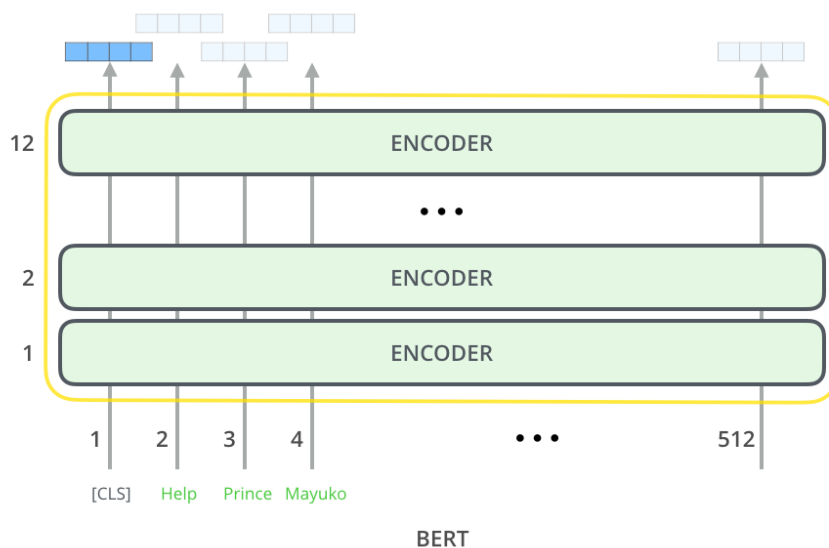 12 ENCODER
...
2 ENCODER
1 ENCODER
1 2 3 4 ... 512
[CLS] Help Prince Mayuko
BERT